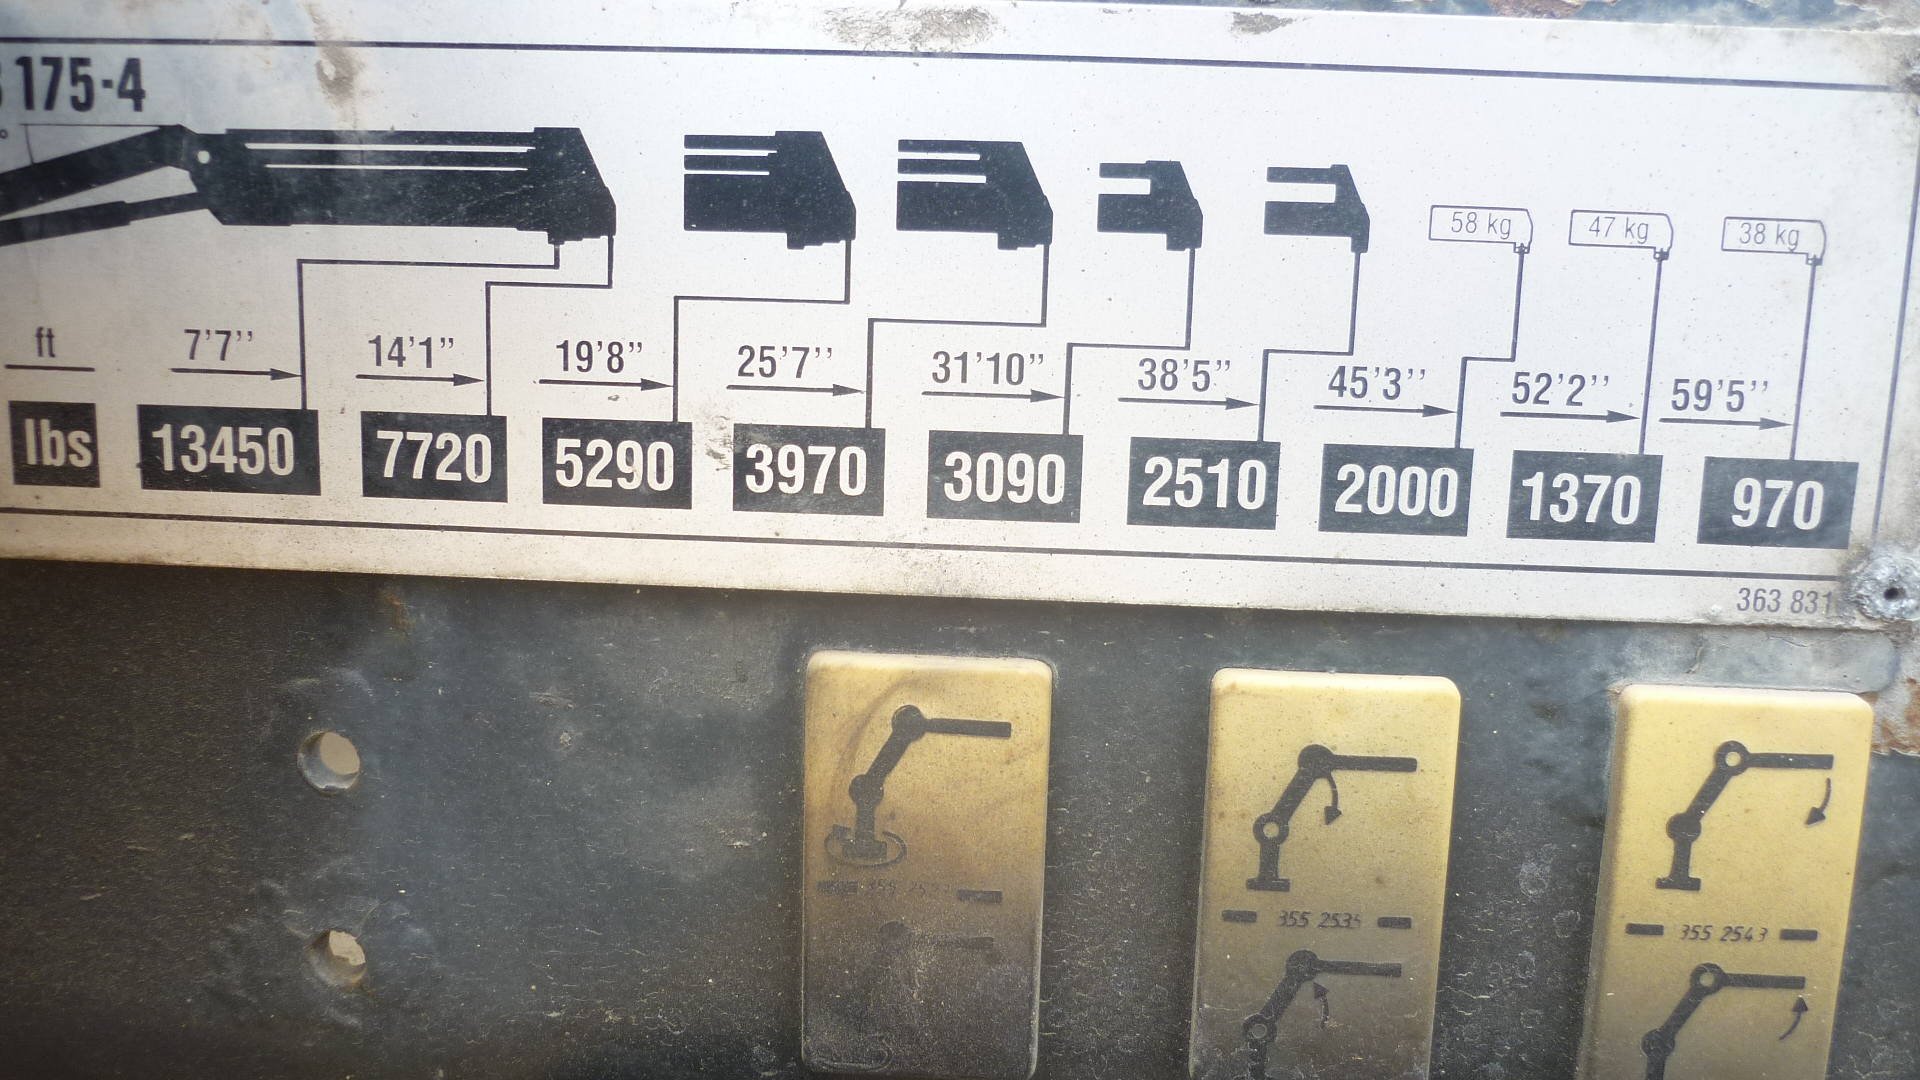 175-4
58 kg 47 kg 38 kg
ft 7'7'' 14'1'' 19'8'' 25'7'' 31'10'' 38'5'' 45'3'' 52'2'' 59'5''
lbs 13450 7720 5290 3970 3090 2510 2000 1370 970
363 831
355 2535 355 2543